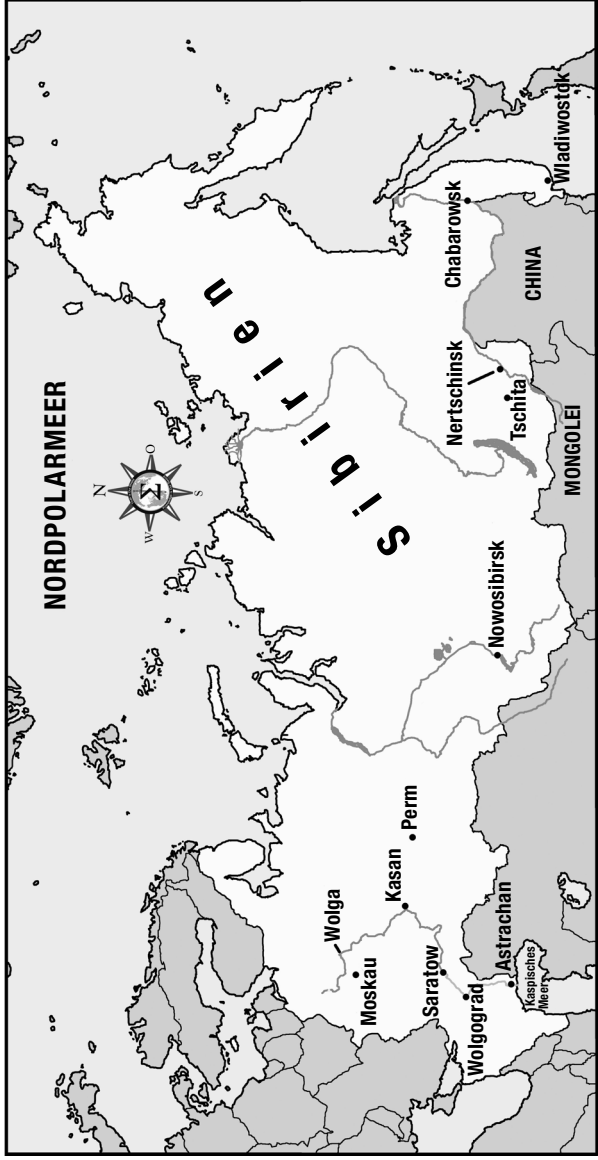 NORDPOLARMEER
N
W
O
S
Σ
Sibirien
Wolga
Moskau
Kasan
Perm
Saratow
Wolgograd
Astrachan
Kaspisches
Meer
Nowosibirsk
Nertschinsk
Tschita
Chabarowsk
Wladiwostok
MONGOLEI
CHINA